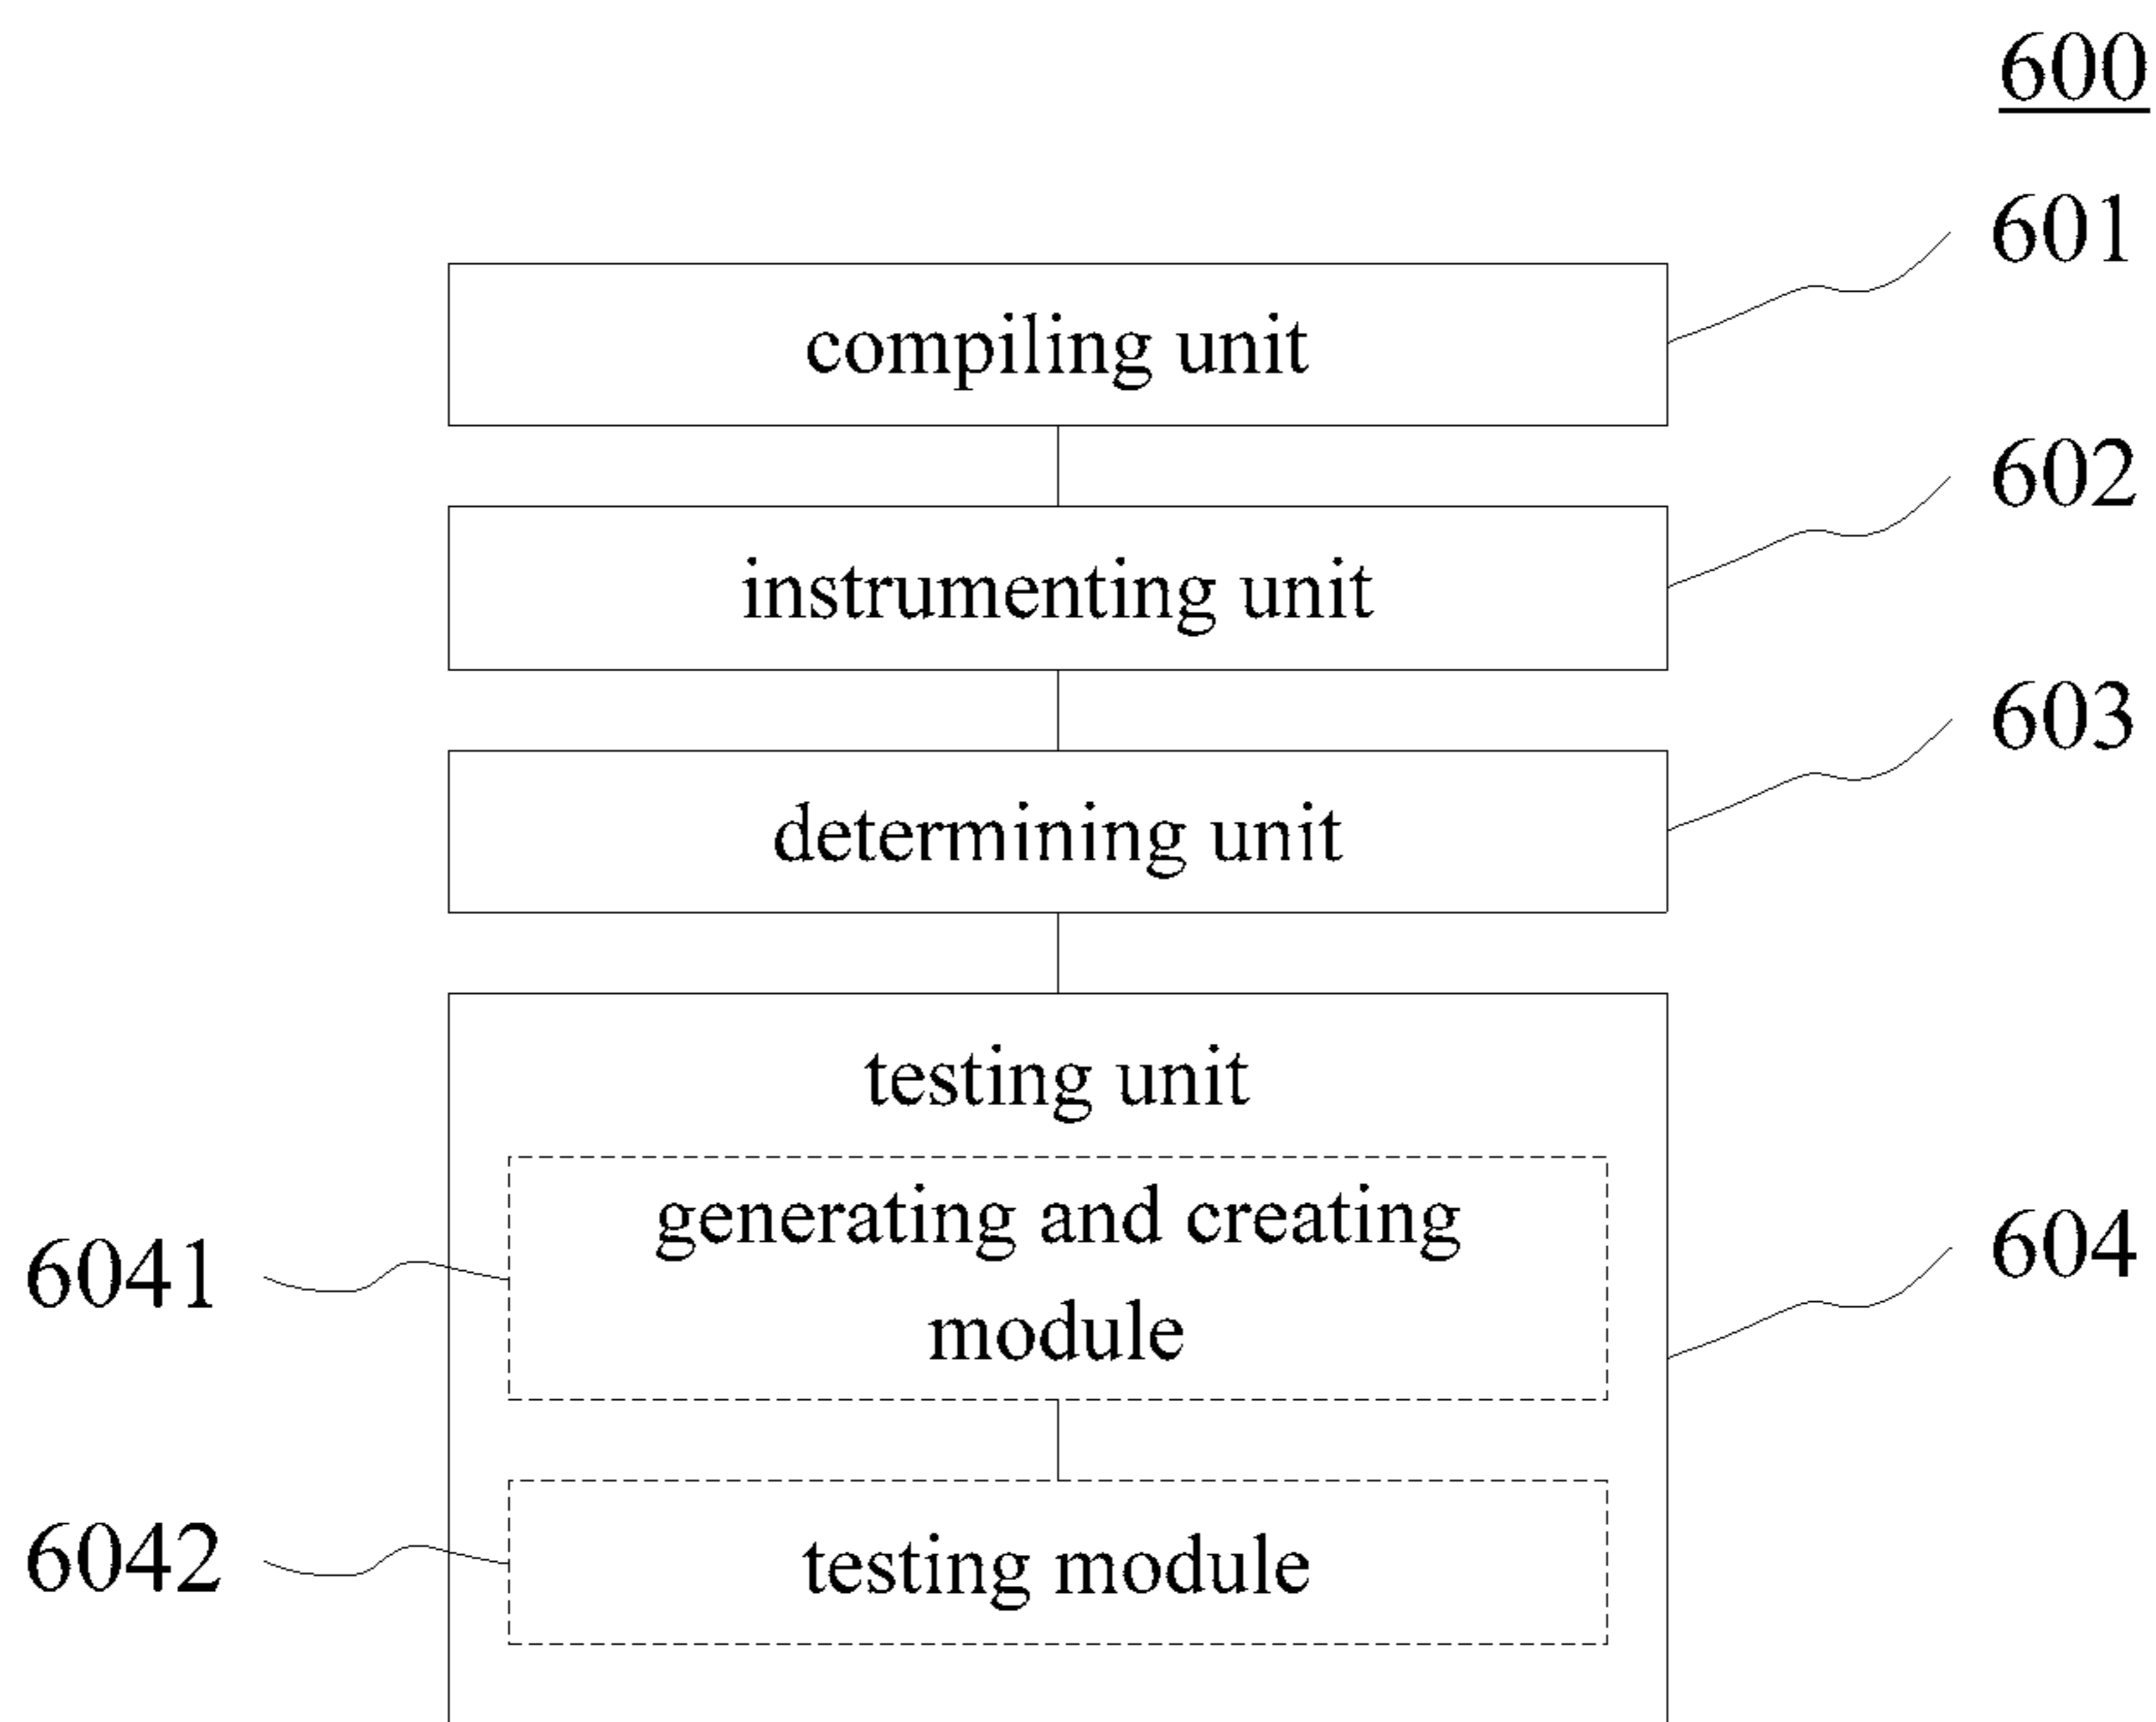 600
601
compiling unit
602
instrumenting unit
603
determining unit
testing unit
604
generating and creating
module
6041
testing module
6042